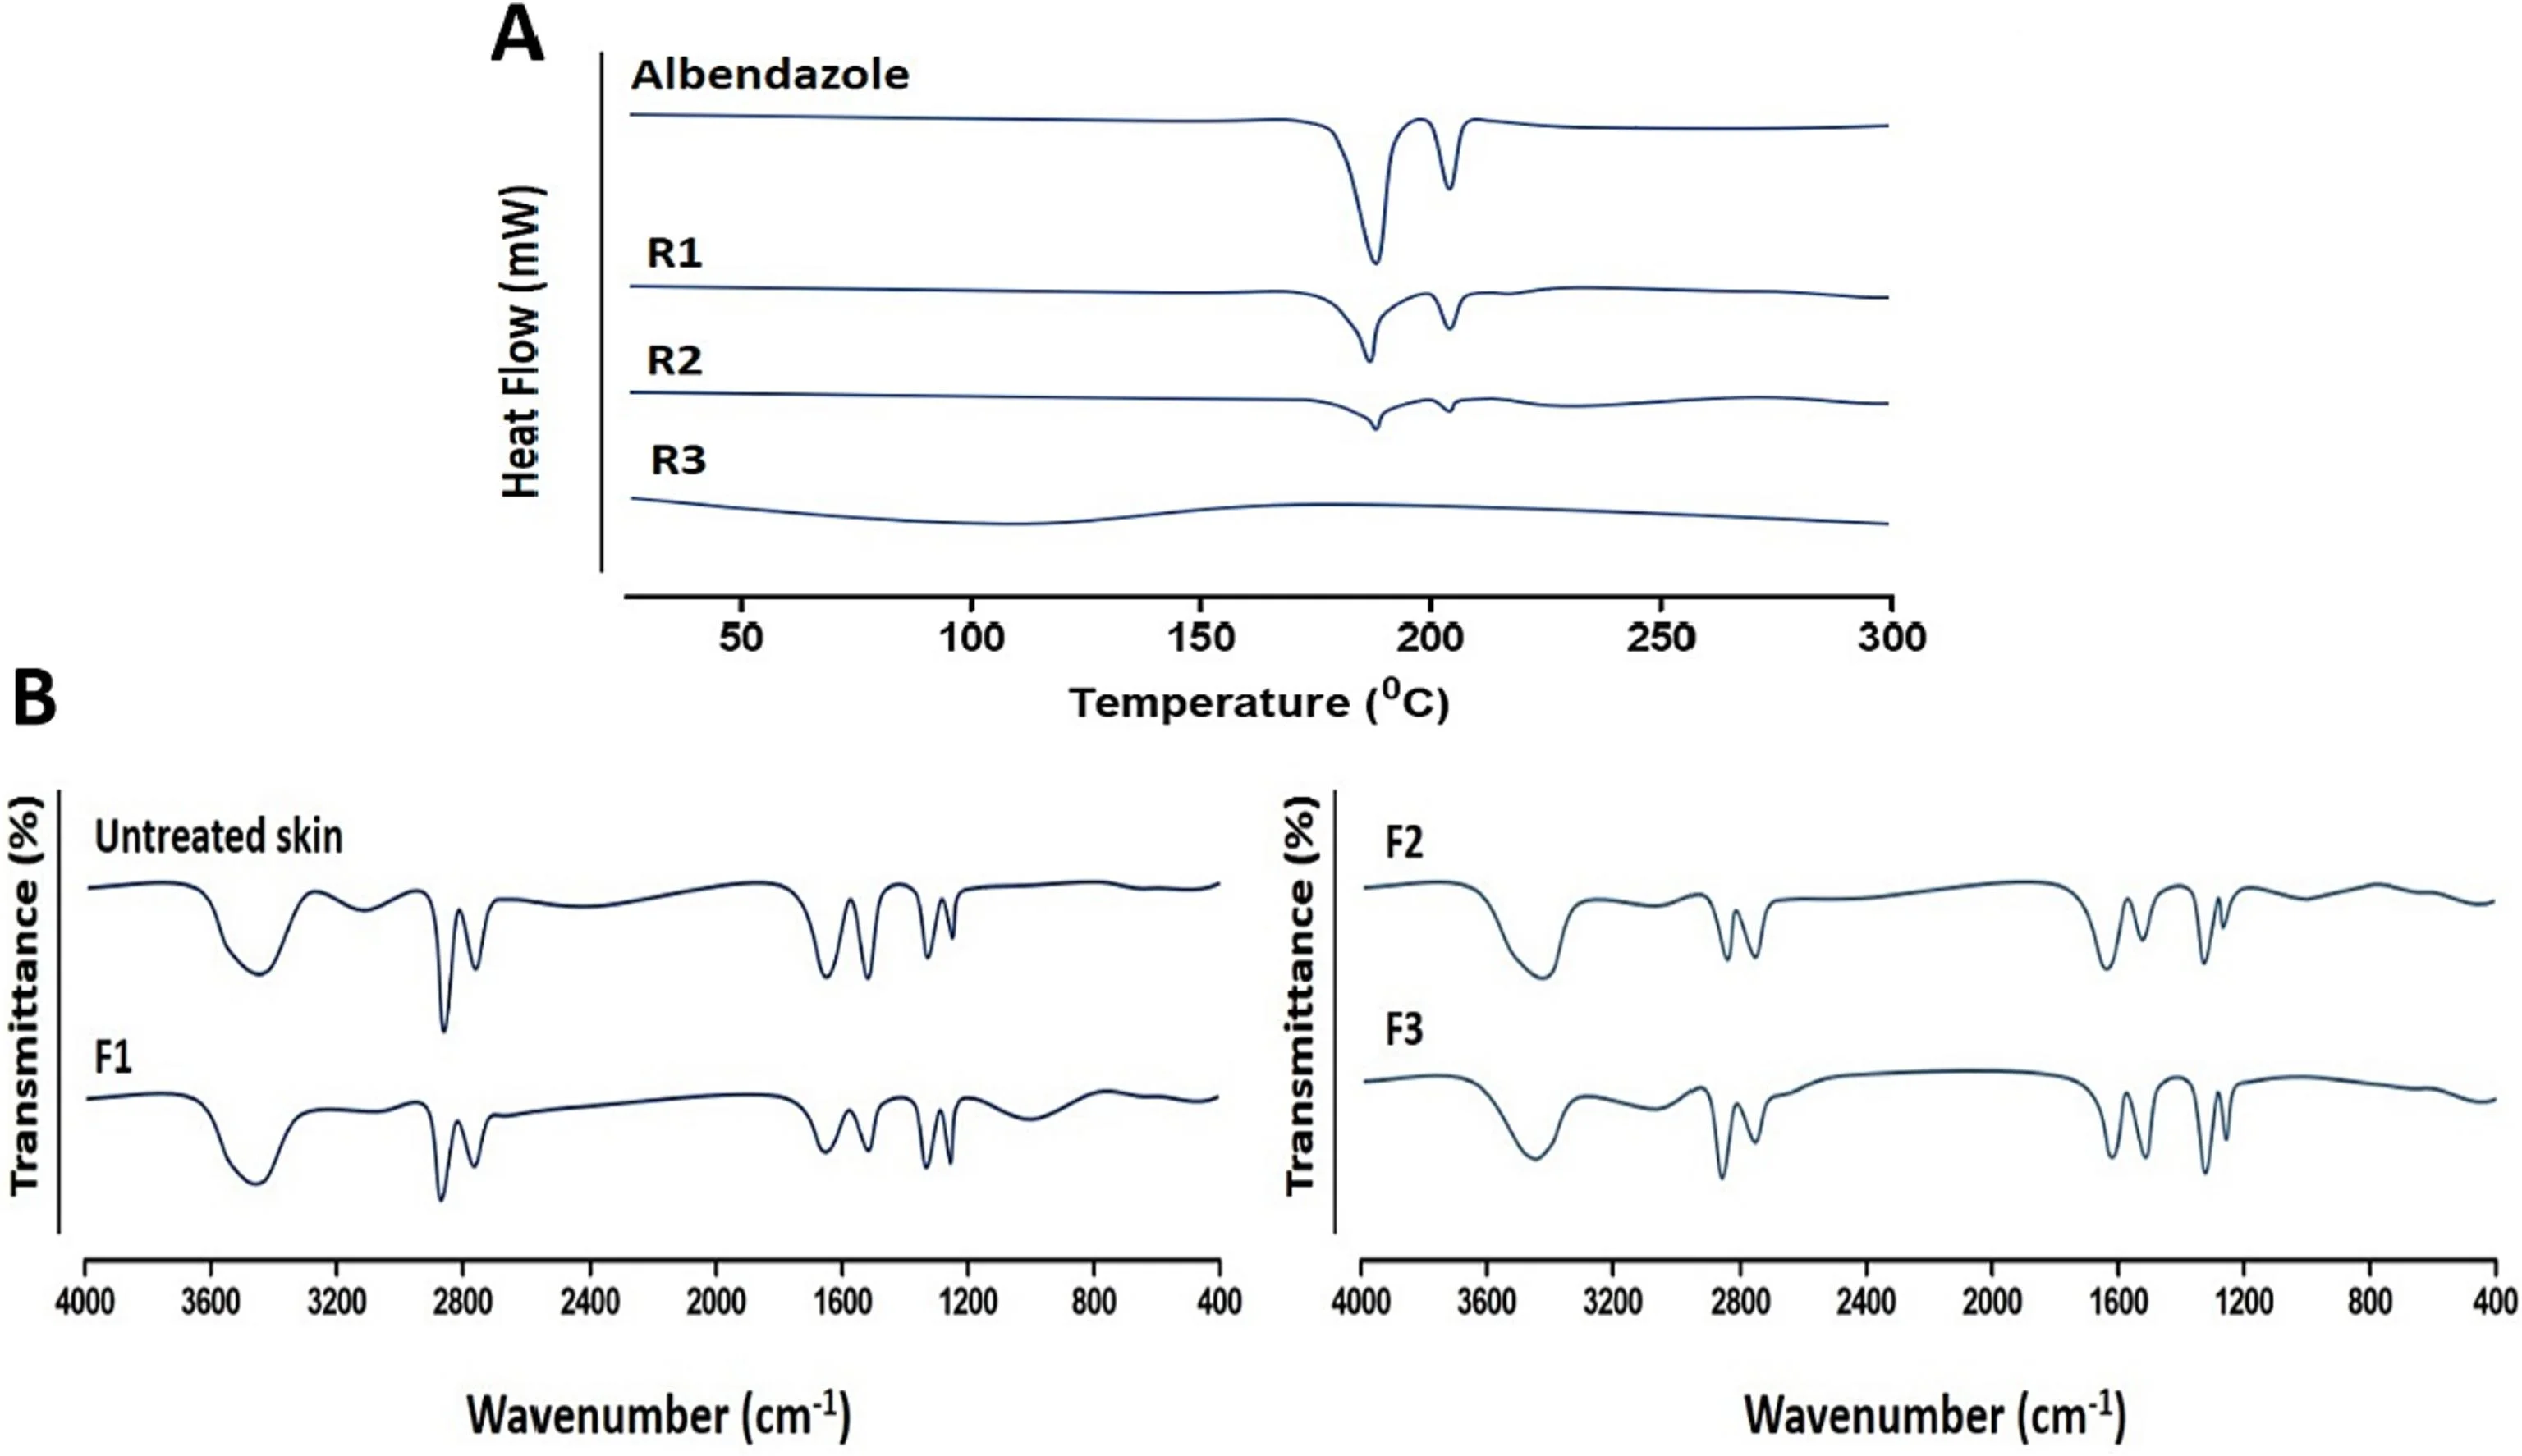 A
Albendazole
R1
R2
R3
Heat Flow (mW)
50 100 150 200 250 300
Temperature (⁰C)
B
Untreated skin
F1
Transmittance (%)
4000 3600 3200 2800 2400 2000 1600 1200 800 400
Wavenumber (cm⁻¹)
F2
F3
Transmittance (%)
4000 3600 3200 2800 2400 2000 1600 1200 800 400
Wavenumber (cm⁻¹)